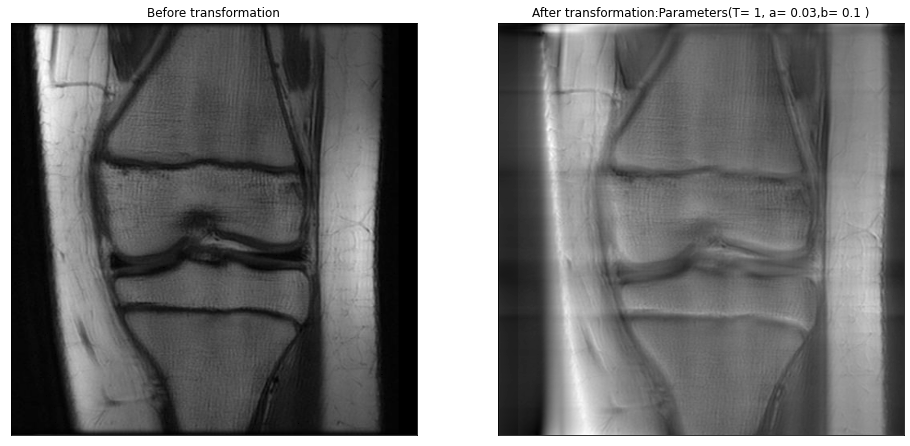 Before transformation
After transformation:Parameters(T= 1, a= 0.03,b= 0.1 )